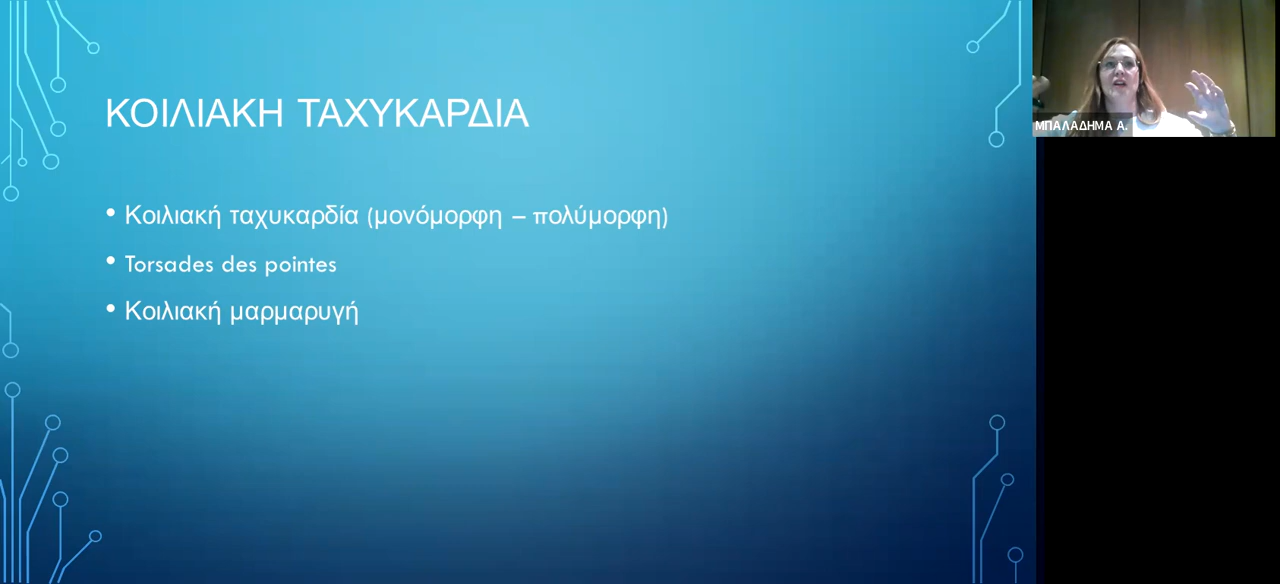 ΚΟΙΛΙΑΚΗ ΤΑΧΥΚΑΡΔΙΑ
• Κοιλιακή ταχυκαρδία (μονόμορφη – πολύμορφη)
• Torsades des pointes
• Κοιλιακή μαρμαρυγή
ΜΠΑΛΑΔΗΜΑ Α.